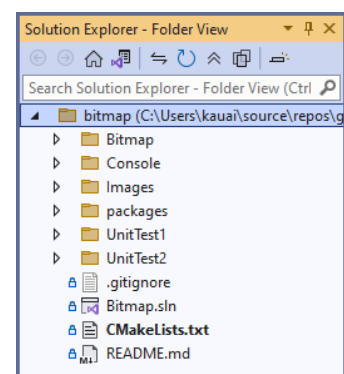 Solution Explorer - Folder View
Search Solution Explorer - Folder View (Ctrl
bitmap (C:\Users\kauai\source\repos\g
Bitmap
Console
Images
packages
UnitTest1
UnitTest2
.gitignore
Bitmap.sln
CMakeLists.txt
README.md